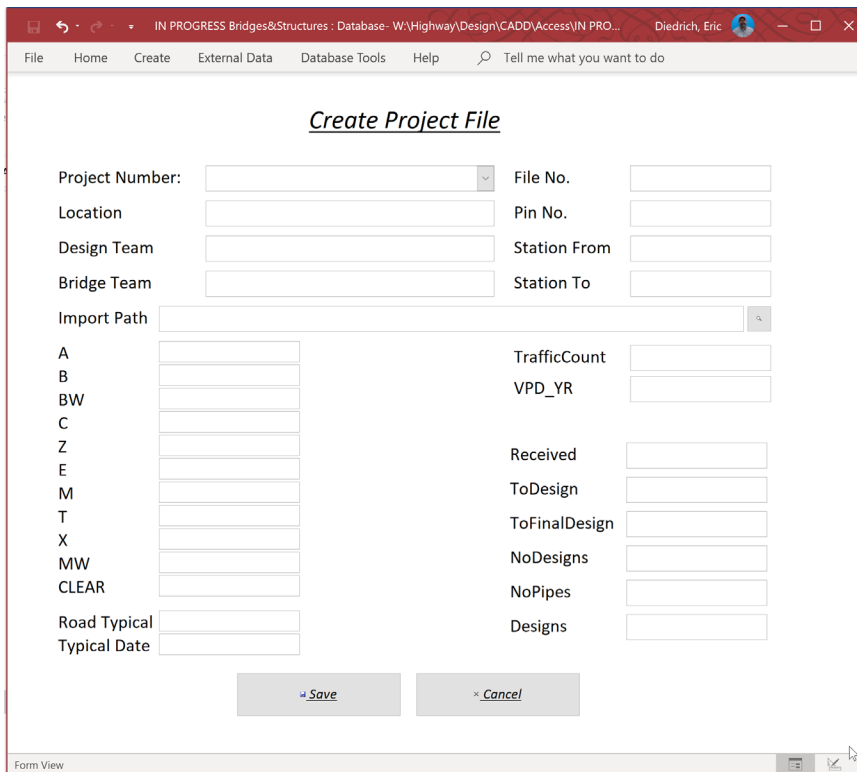 IN PROGRESS Bridges&Structures : Database- W:\Highway\Design\CADD\Access\IN PRO... Diedrich, Eric
File Home Create External Data Database Tools Help Tell me what you want to do
Create Project File
Project Number: File No.
Location Pin No.
Design Team Station From
Bridge Team Station To
Import Path
A TrafficCount
B
BW VPD_YR
C
Z Received
E
M ToDesign
T ToFinalDesign
X
MW NoDesigns
CLEAR NoPipes
Road Typical Designs
Typical Date
Save Cancel
Form View